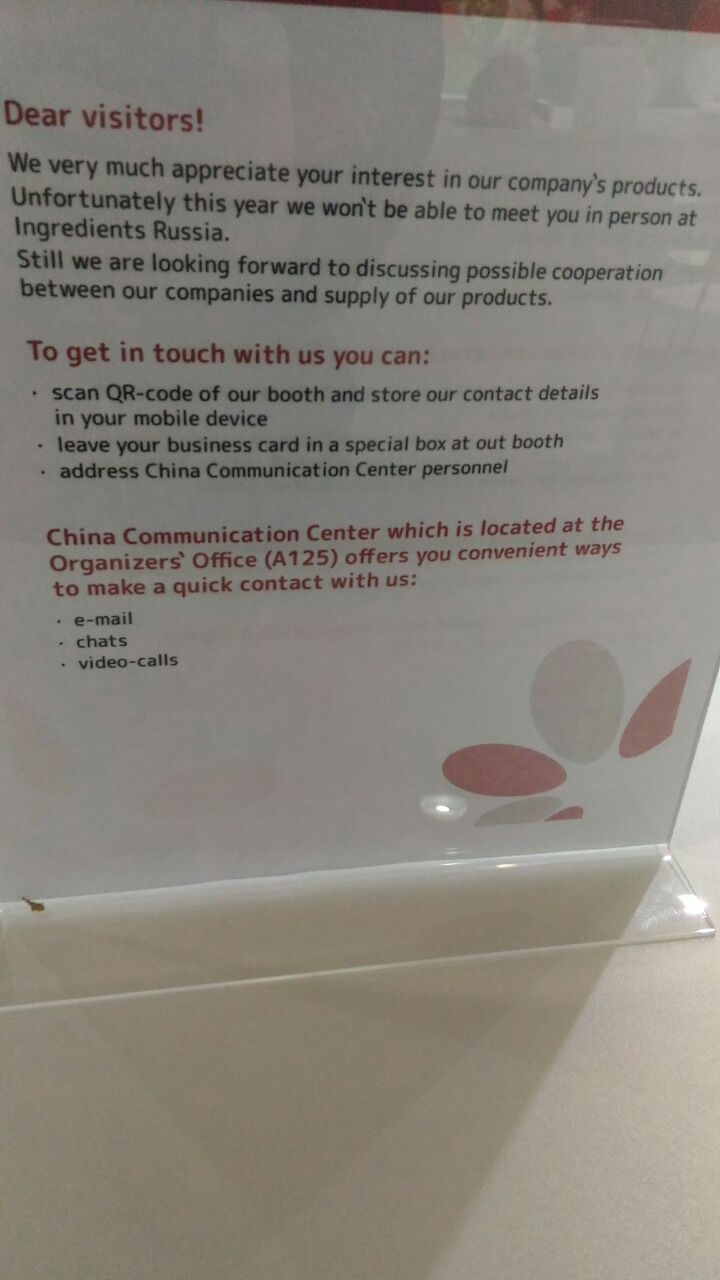 Dear visitors!
We very much appreciate your interest in our company`s products.
Unfortunately this year we won`t be able to meet you in person at
Ingredients Russia.
Still we are looking forward to discussing possible cooperation
between our companies and supply of our products.
To get in touch with us you can:
· scan QR-code of our booth and store our contact details
in your mobile device
· leave your business card in a special box at out booth
· address China Communication Center personnel
China Communication Center which is located at the
Organizers` Office (A125) offers you convenient ways
to make a quick contact with us:
· e-mail
· chats
· video-calls